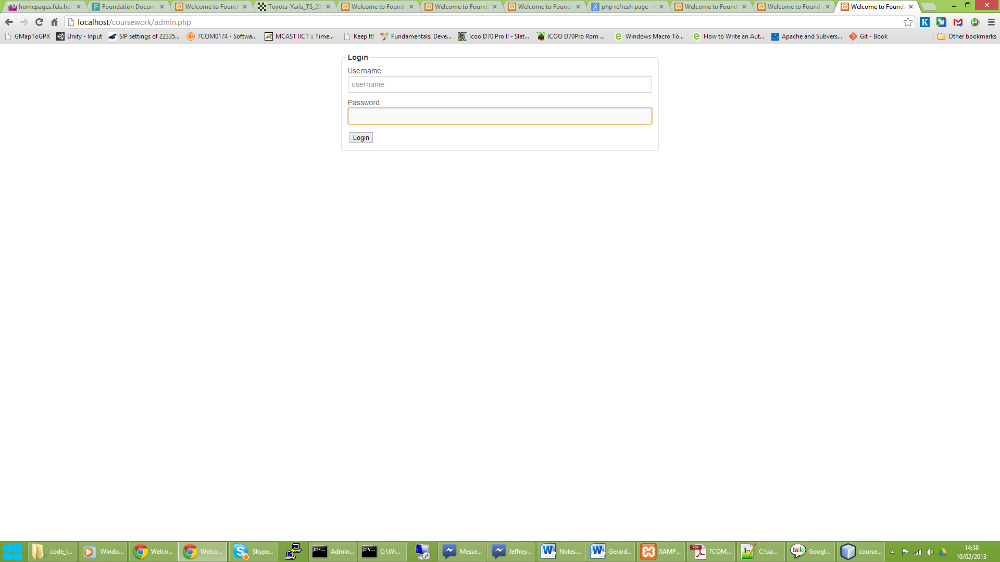 homepages.feis.her
Foundation Docum
Welcome to Found
Toyota-Yaris_TS_20
Welcome to Found
Welcome to Found
Welcome to Found
php refresh page -
Welcome to Found
Welcome to Found
Welcome to Found
localhost/coursework/admin.php
GMapToGPX
Unity - Input
SIP settings of 22335...
7COM0174 - Softwa...
MCAST IICT :: Time...
Keep It!
Fundamentals: Deve...
Icoo D70 Pro II - Slat...
ICOO D70Pro Rom ...
Windows Macro To...
How to Write an Aut...
Apache and Subvers...
Git - Book
Other bookmarks
Login
Username
username
Password
Login
code_i...
Windo...
Welco...
Welco...
Skype...
Admin...
C:\Wi...
Messe...
Jeffrey...
Notes....
Gerard...
XAMP...
7COM...
C:\xa...
Googl...
course...
14:38
10/02/2013